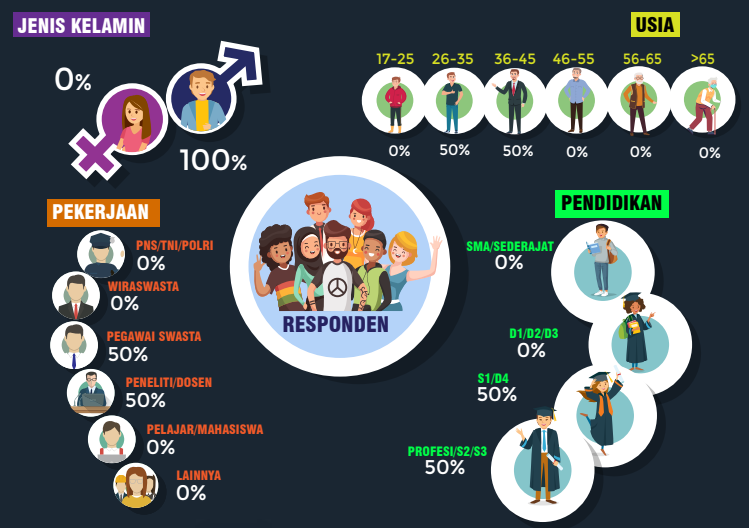 JENIS KELAMIN
0%
100%
USIA
17-25 26-35 36-45 46-55 56-65 >65
0% 50% 50% 0% 0% 0%
PEKERJAAN
PNS/TNI/POLRI
0%
WIRASWASTA
0%
PEGAWAI SWASTA
50%
PENELITI/DOSEN
50%
PELAJAR/MAHASISWA
0%
LAINNYA
0%
RESPONDEN
PENDIDIKAN
SMA/SEDERAJAT
0%
D1/D2/D3
0%
S1/D4
50%
PROFESI/S2/S3
50%